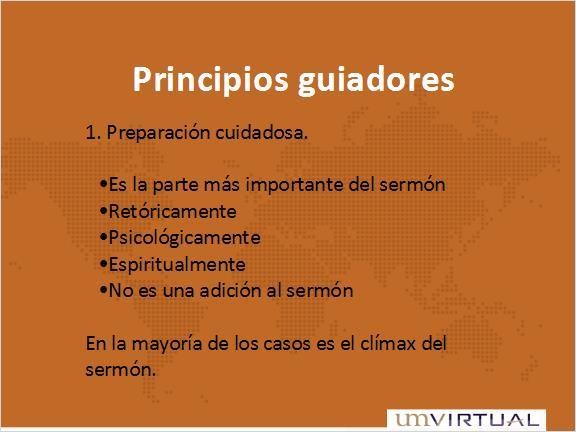 Principios guiadores
1. Preparación cuidadosa.
•Es la parte más importante del sermón
•Retóricamente
•Psicológicamente
•Espiritualmente
•No es una adición al sermón
En la mayoría de los casos es el clímax del
sermón.
umVIRTUAL